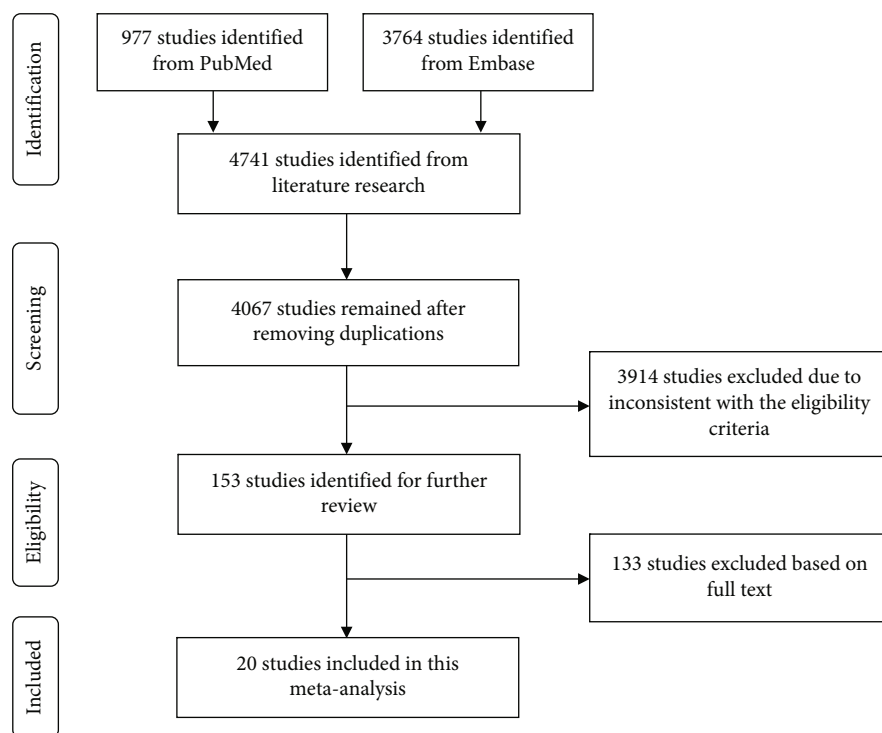 Identification
977 studies identified
from PubMed
3764 studies identified
from Embase
4741 studies identified from
literature research
Screening
4067 studies remained after
removing duplications
3914 studies excluded due to
inconsistent with the eligibility
criteria
Eligibility
153 studies identified for further
review
133 studies excluded based on
full text
Included
20 studies included in this
meta-analysis